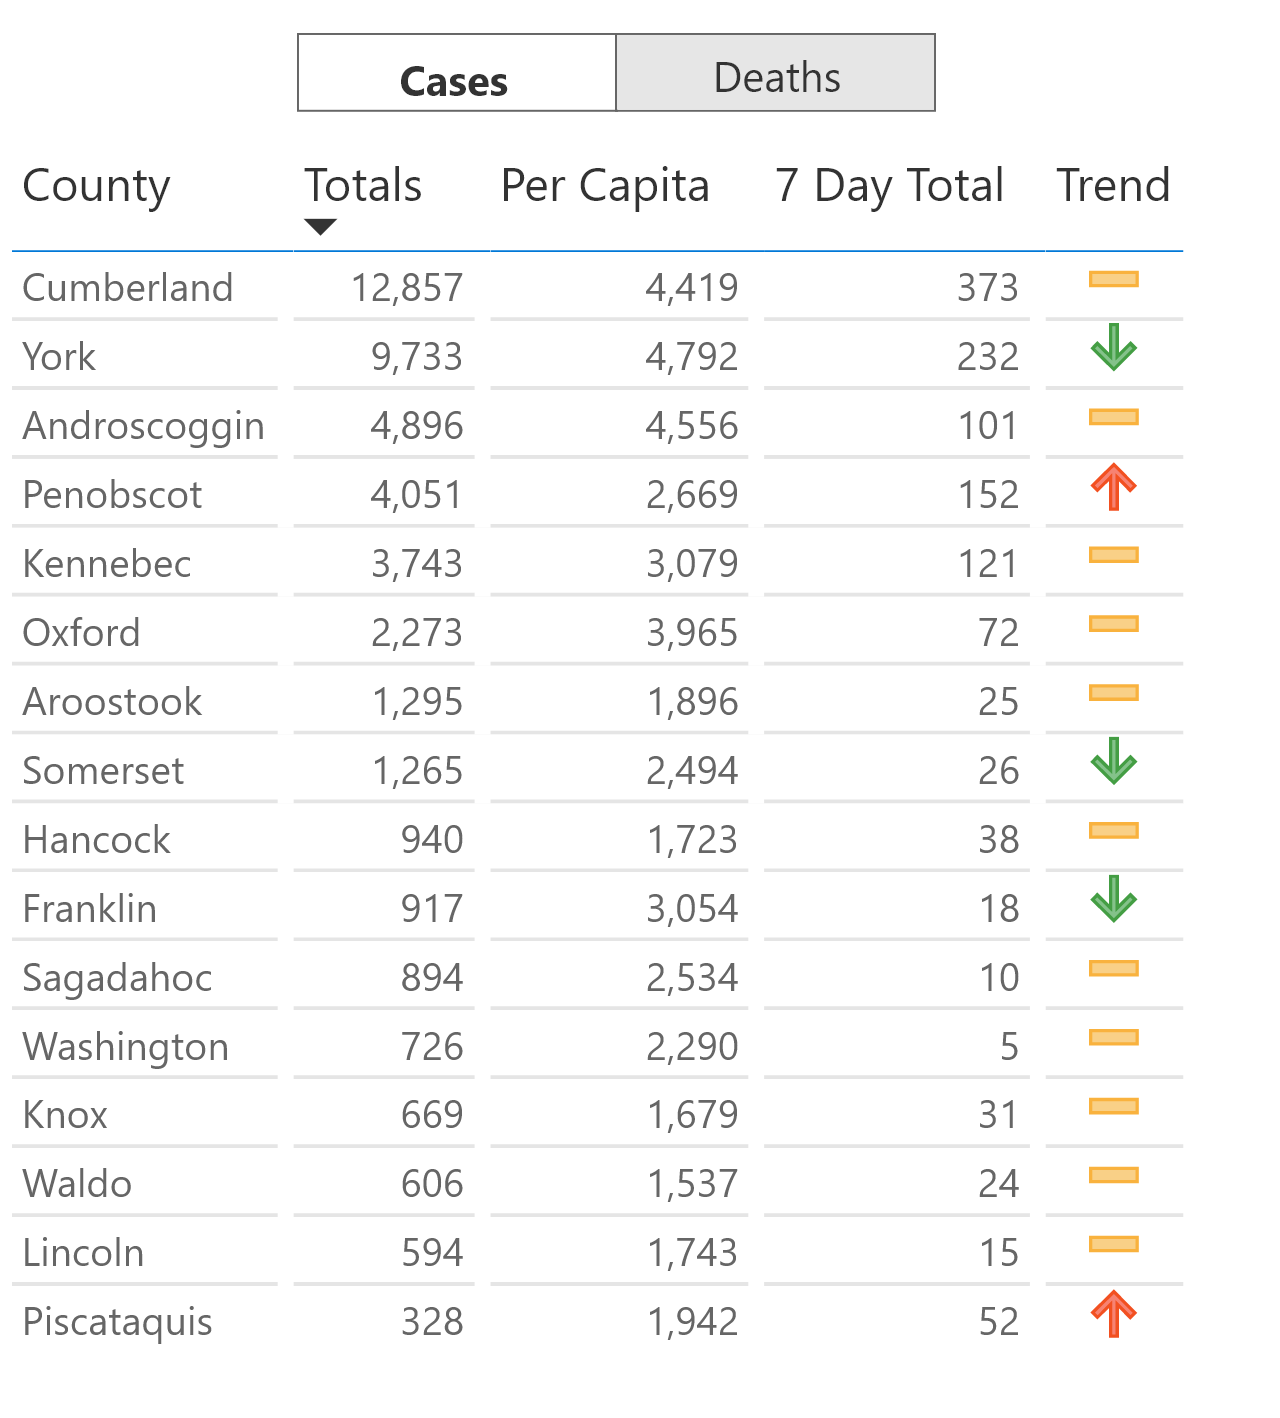 Cases Deaths
County Totals Per Capita 7 Day Total Trend
Cumberland 12,857 4,419 373
York 9,733 4,792 232
Androscoggin 4,896 4,556 101
Penobscot 4,051 2,669 152
Kennebec 3,743 3,079 121
Oxford 2,273 3,965 72
Aroostook 1,295 1,896 25
Somerset 1,265 2,494 26
Hancock 940 1,723 38
Franklin 917 3,054 18
Sagadahoc 894 2,534 10
Washington 726 2,290 5
Knox 669 1,679 31
Waldo 606 1,537 24
Lincoln 594 1,743 15
Piscataquis 328 1,942 52